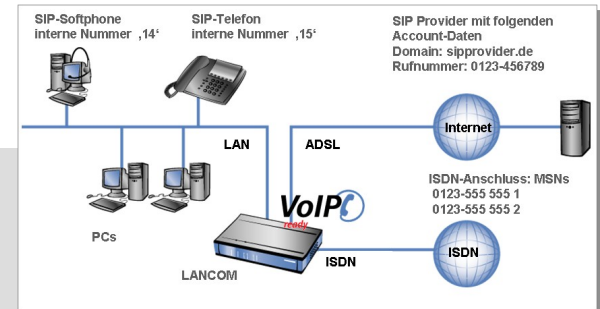 SIP-Softphone
interne Nummer ‚14‘
SIP-Telefon
interne Nummer ‚15‘
SIP Provider mit folgenden
Account-Daten
Domain: sipprovider.de
Rufnummer: 0123-456789
LAN
ADSL
Internet
ISDN-Anschluss: MSNs
0123-555 555 1
0123-555 555 2
VoIP
ready
PCs
LANCOM
ISDN
ISDN